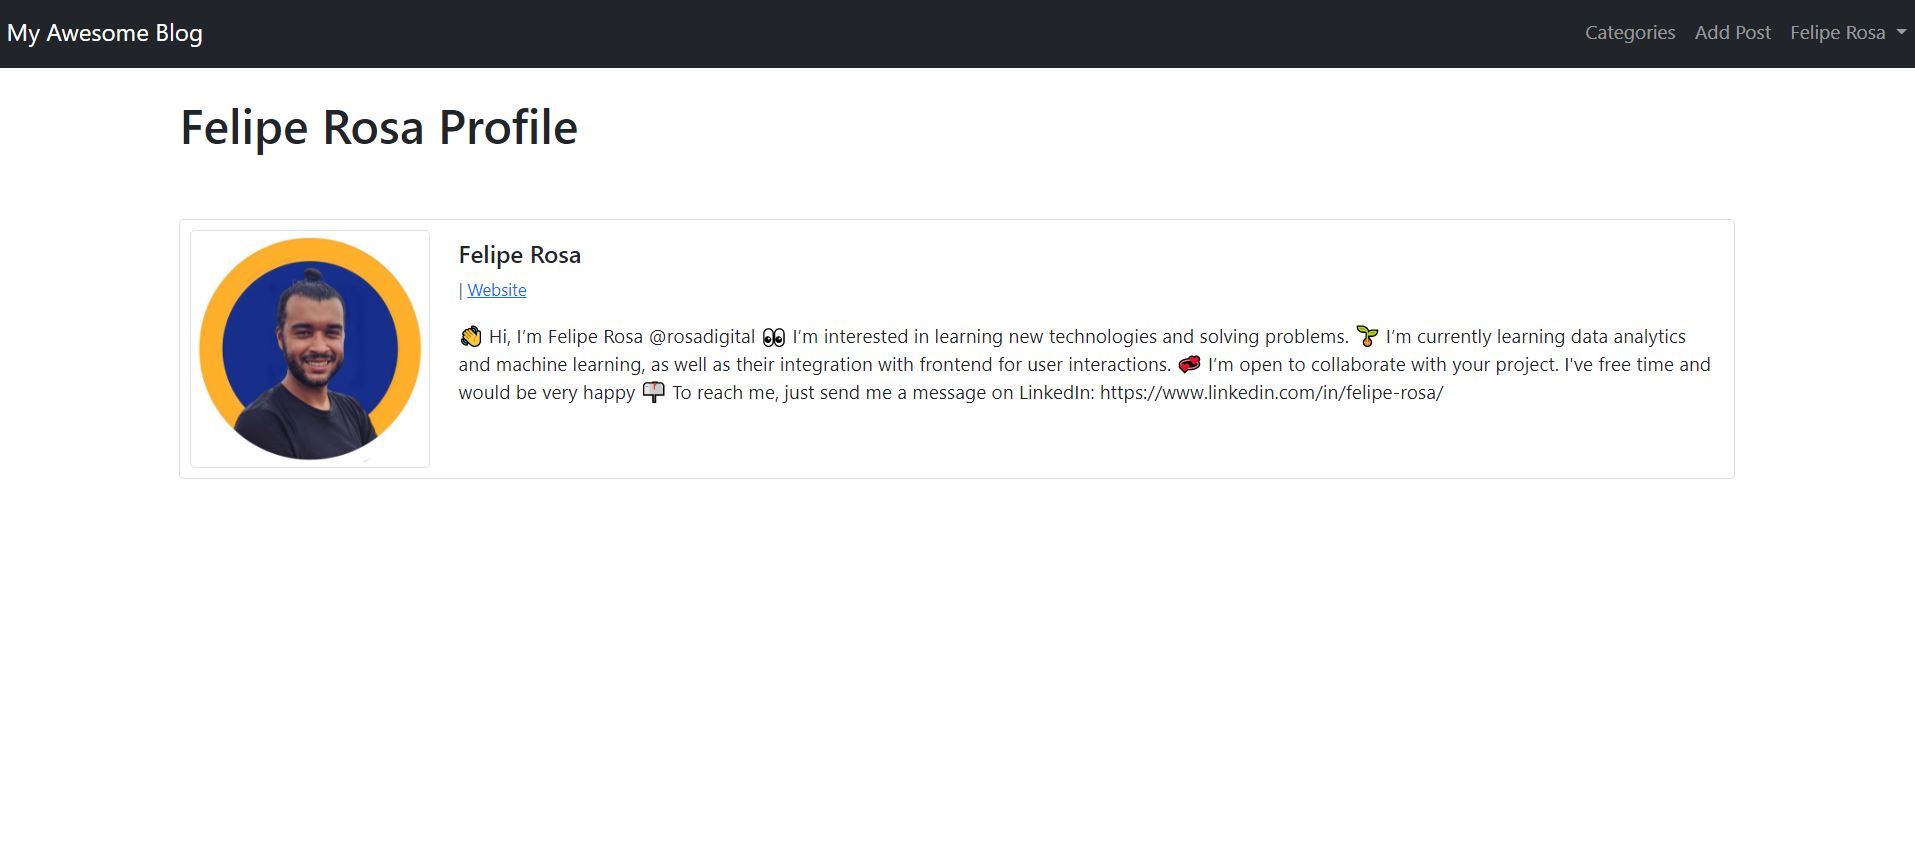 My Awesome Blog
Categories Add Post Felipe Rosa
Felipe Rosa Profile
Felipe Rosa
| Website
👏 Hi, I’m Felipe Rosa @rosadigital 👀 I’m interested in learning new technologies and solving problems. 🌱 I’m currently learning data analytics
and machine learning, as well as their integration with frontend for user interactions. 💞 I’m open to collaborate with your project. I've free time and
would be very happy 📫 To reach me, just send me a message on LinkedIn: https://www.linkedin.com/in/felipe-rosa/